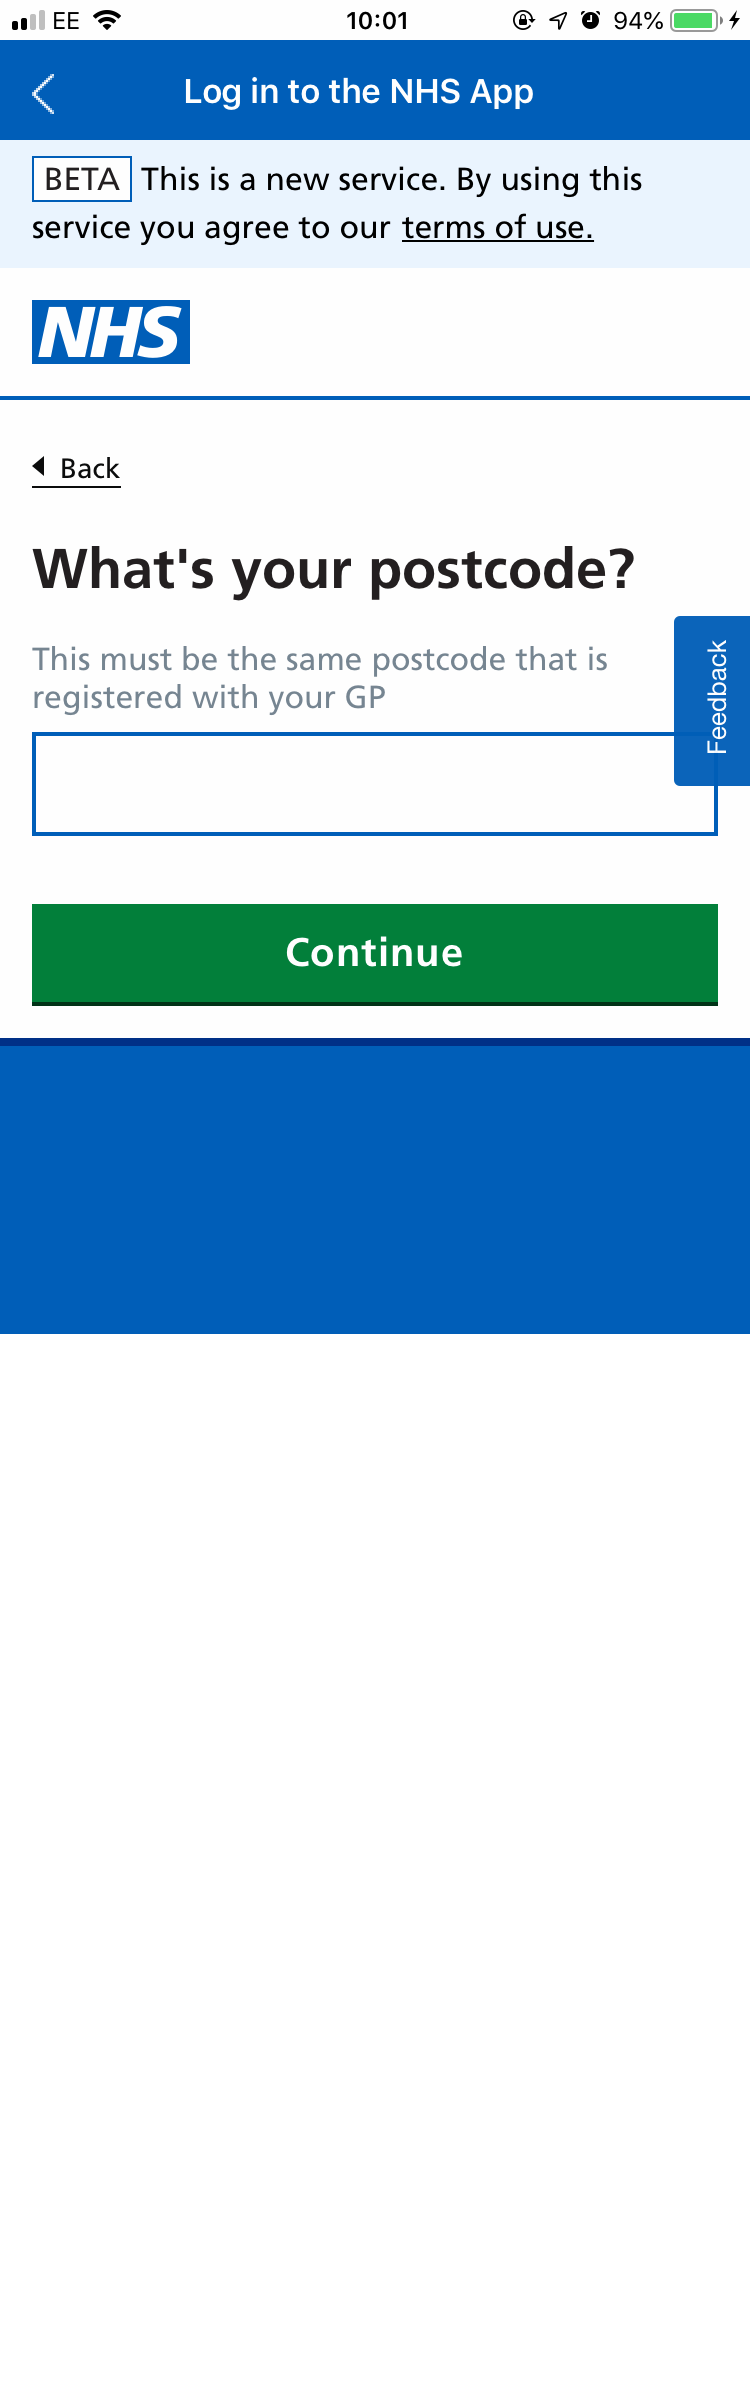 EE 10:01 94%
Log in to the NHS App
BETA This is a new service. By using this
service you agree to our terms of use.
NHS
Back
What's your postcode?
This must be the same postcode that is
registered with your GP
Feedback
Continue